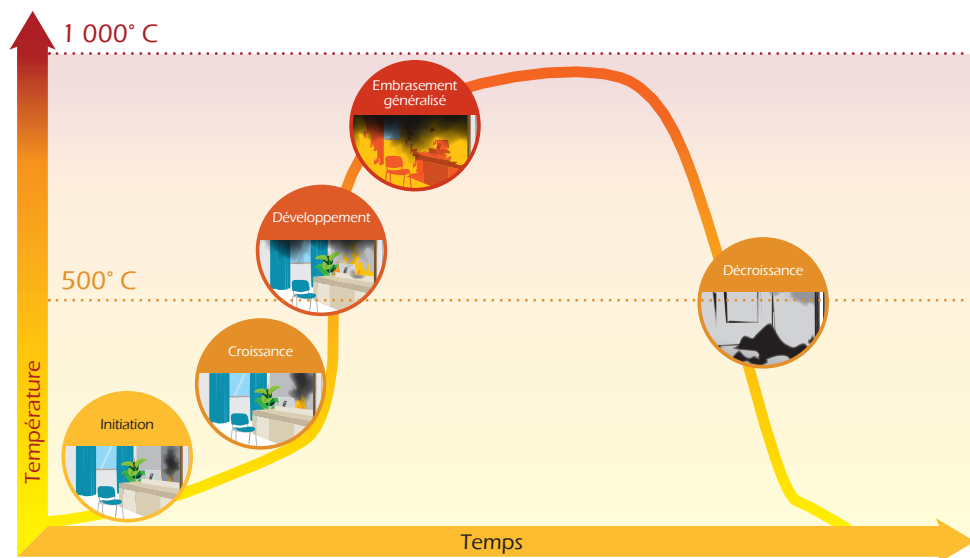 1 000° C
Embrasement
généralisé
Développement
Décroissance
500° C
Croissance
Initiation
Température
Temps